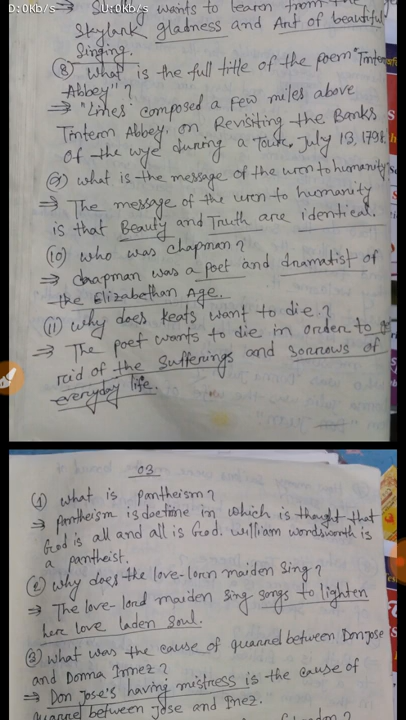 D:0Kb/s
SU:0Kb/s
⇒ wants to learn from the
Skylark gladness and Art of beautiful
Singing.
(8) what is the full title of the poem "Tintern
Abbey"?
⇒ "Lines composed a few miles above
Tintern Abbey, on Revisiting the Banks
of the wye during a Tour. July 13, 1798.
(9) what is the message of the uron to humanity?
⇒ The message of the uron to humanity
is that Beauty and Truth are identical.
(10) who was chapman?
⇒ chapman was a poet and dramatist of
the Elizabethan Age.
(11) why does Keats want to die.?
⇒ The poet wants to die in order to
rid of the sufferings and sorrows of
everyday life.
03
(1) what is pantheism?
⇒ pantheism is doctrine in which is thought that
God is all and all is God. william wordsworth is
a pantheist.
(2) why does the love-lorn maiden sing?
⇒ The love-lord maiden sing songs to lighten
her love laden soul.
(3) what was the cause of quarrel between Don jose
and Donna Innez?
⇒ Don jose's having mistress is the cause of
quarrel between jose and Inez.